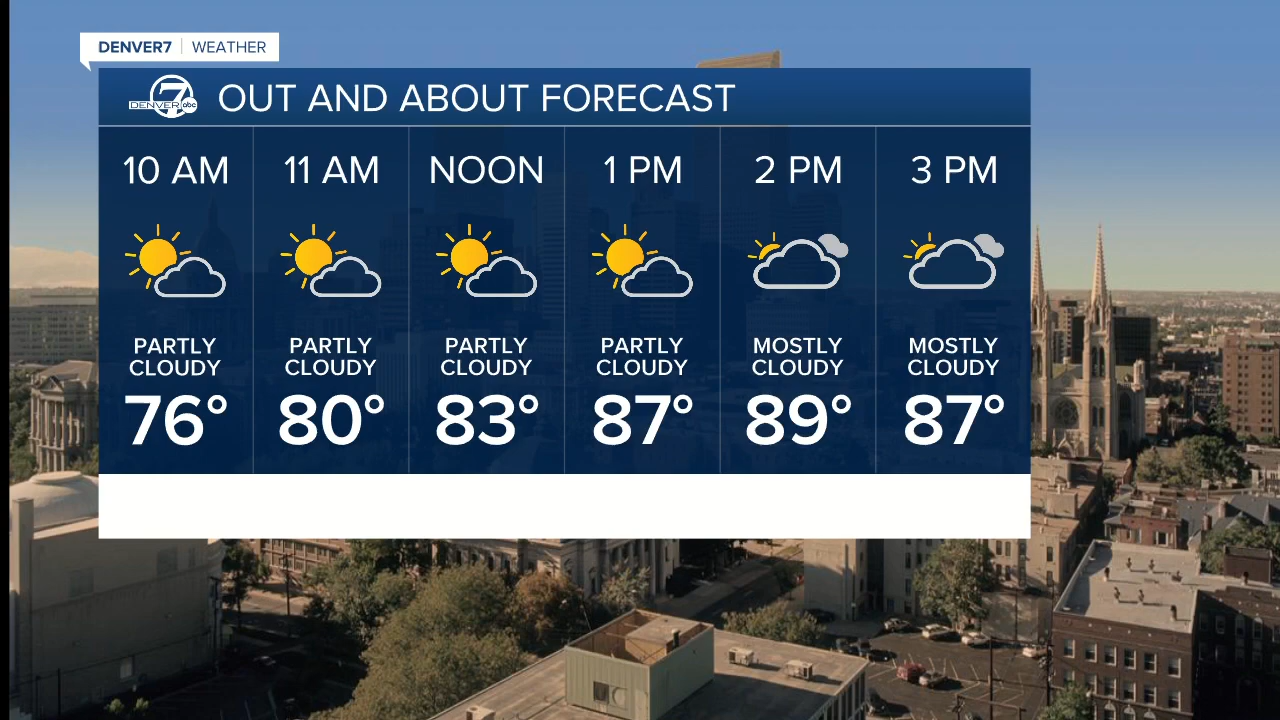 DENVER7 | WEATHER
7
DENVER abc
OUT AND ABOUT FORECAST
10 AM
11 AM
NOON
1 PM
2 PM
3 PM
PARTLY
CLOUDY
PARTLY
CLOUDY
PARTLY
CLOUDY
PARTLY
CLOUDY
MOSTLY
CLOUDY
MOSTLY
CLOUDY
76°
80°
83°
87°
89°
87°